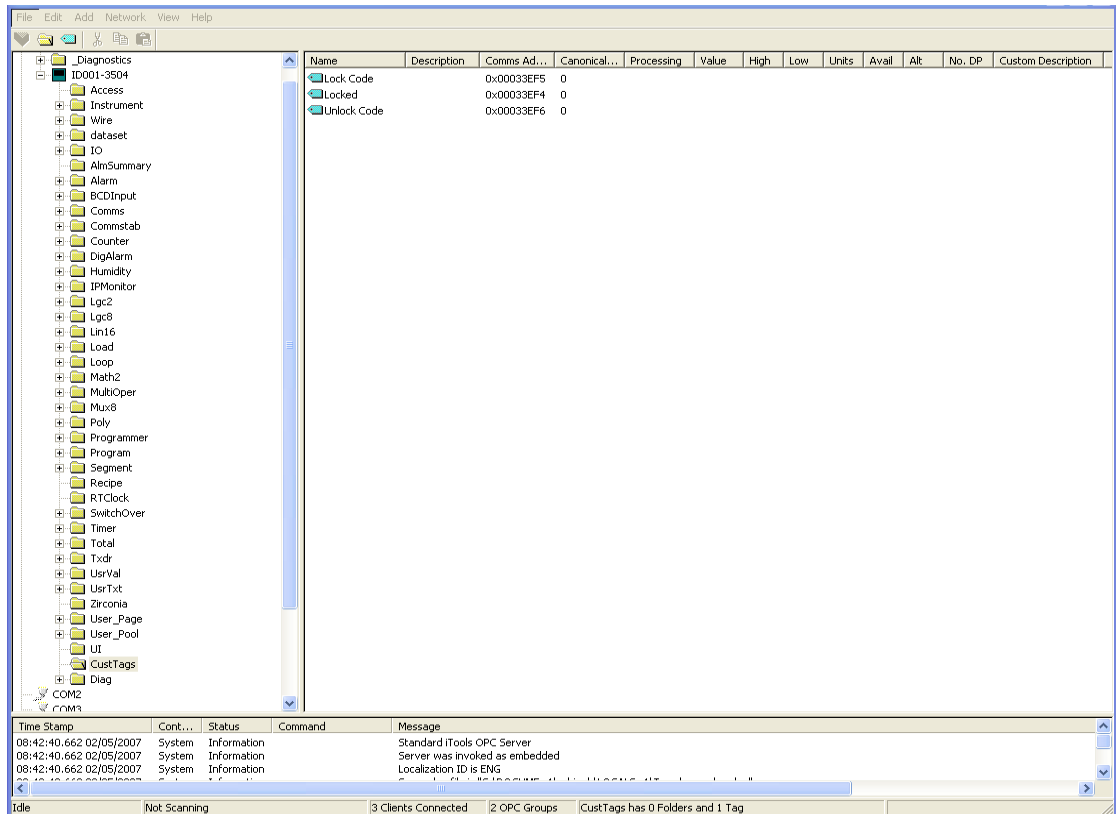 File Edit Add Network View Help
_Diagnostics
ID001-3504
Access
Instrument
Wire
dataset
IO
AlmSummary
Alarm
BCDInput
Comms
Commstab
Counter
DigAlarm
Humidity
IPMonitor
Lgc2
Lgc8
Lin16
Load
Loop
Math2
MultiOper
Mux8
Poly
Programmer
Program
Segment
Recipe
RTClock
SwitchOver
Timer
Total
Txdr
UsrVal
UsrTxt
Zirconia
User_Page
User_Pool
UI
CustTags
Diag
COM2
COM3
Name Description Comms Ad... Canonical... Processing Value High Low Units Avail Alt No. DP Custom Description
Lock Code 0x00033EF5 0
Locked 0x00033EF4 0
Unlock Code 0x00033EF6 0
Time Stamp Cont... Status Command Message
08:42:40.662 02/05/2007 System Information Standard iTools OPC Server
08:42:40.662 02/05/2007 System Information Server was invoked as embedded
08:42:40.662 02/05/2007 System Information Localization ID is ENG
Idle Not Scanning 3 Clients Connected 2 OPC Groups CustTags has 0 Folders and 1 Tag